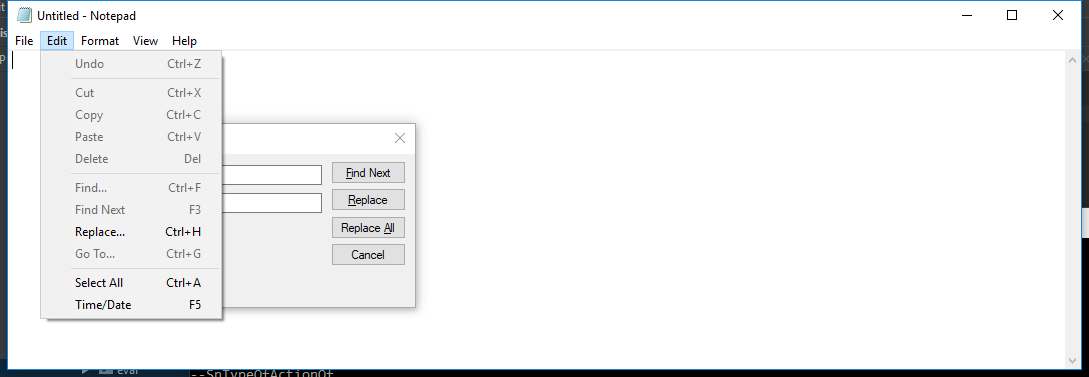 Untitled - Notepad
File Edit Format View Help
Undo Ctrl+Z
Cut Ctrl+X
Copy Ctrl+C
Paste Ctrl+V
Delete Del
Find... Ctrl+F
Find Next F3
Replace... Ctrl+H
Go To... Ctrl+G
Select All Ctrl+A
Time/Date F5
Find Next
Replace
Replace All
Cancel
eval
--SnTypeOfActionOf